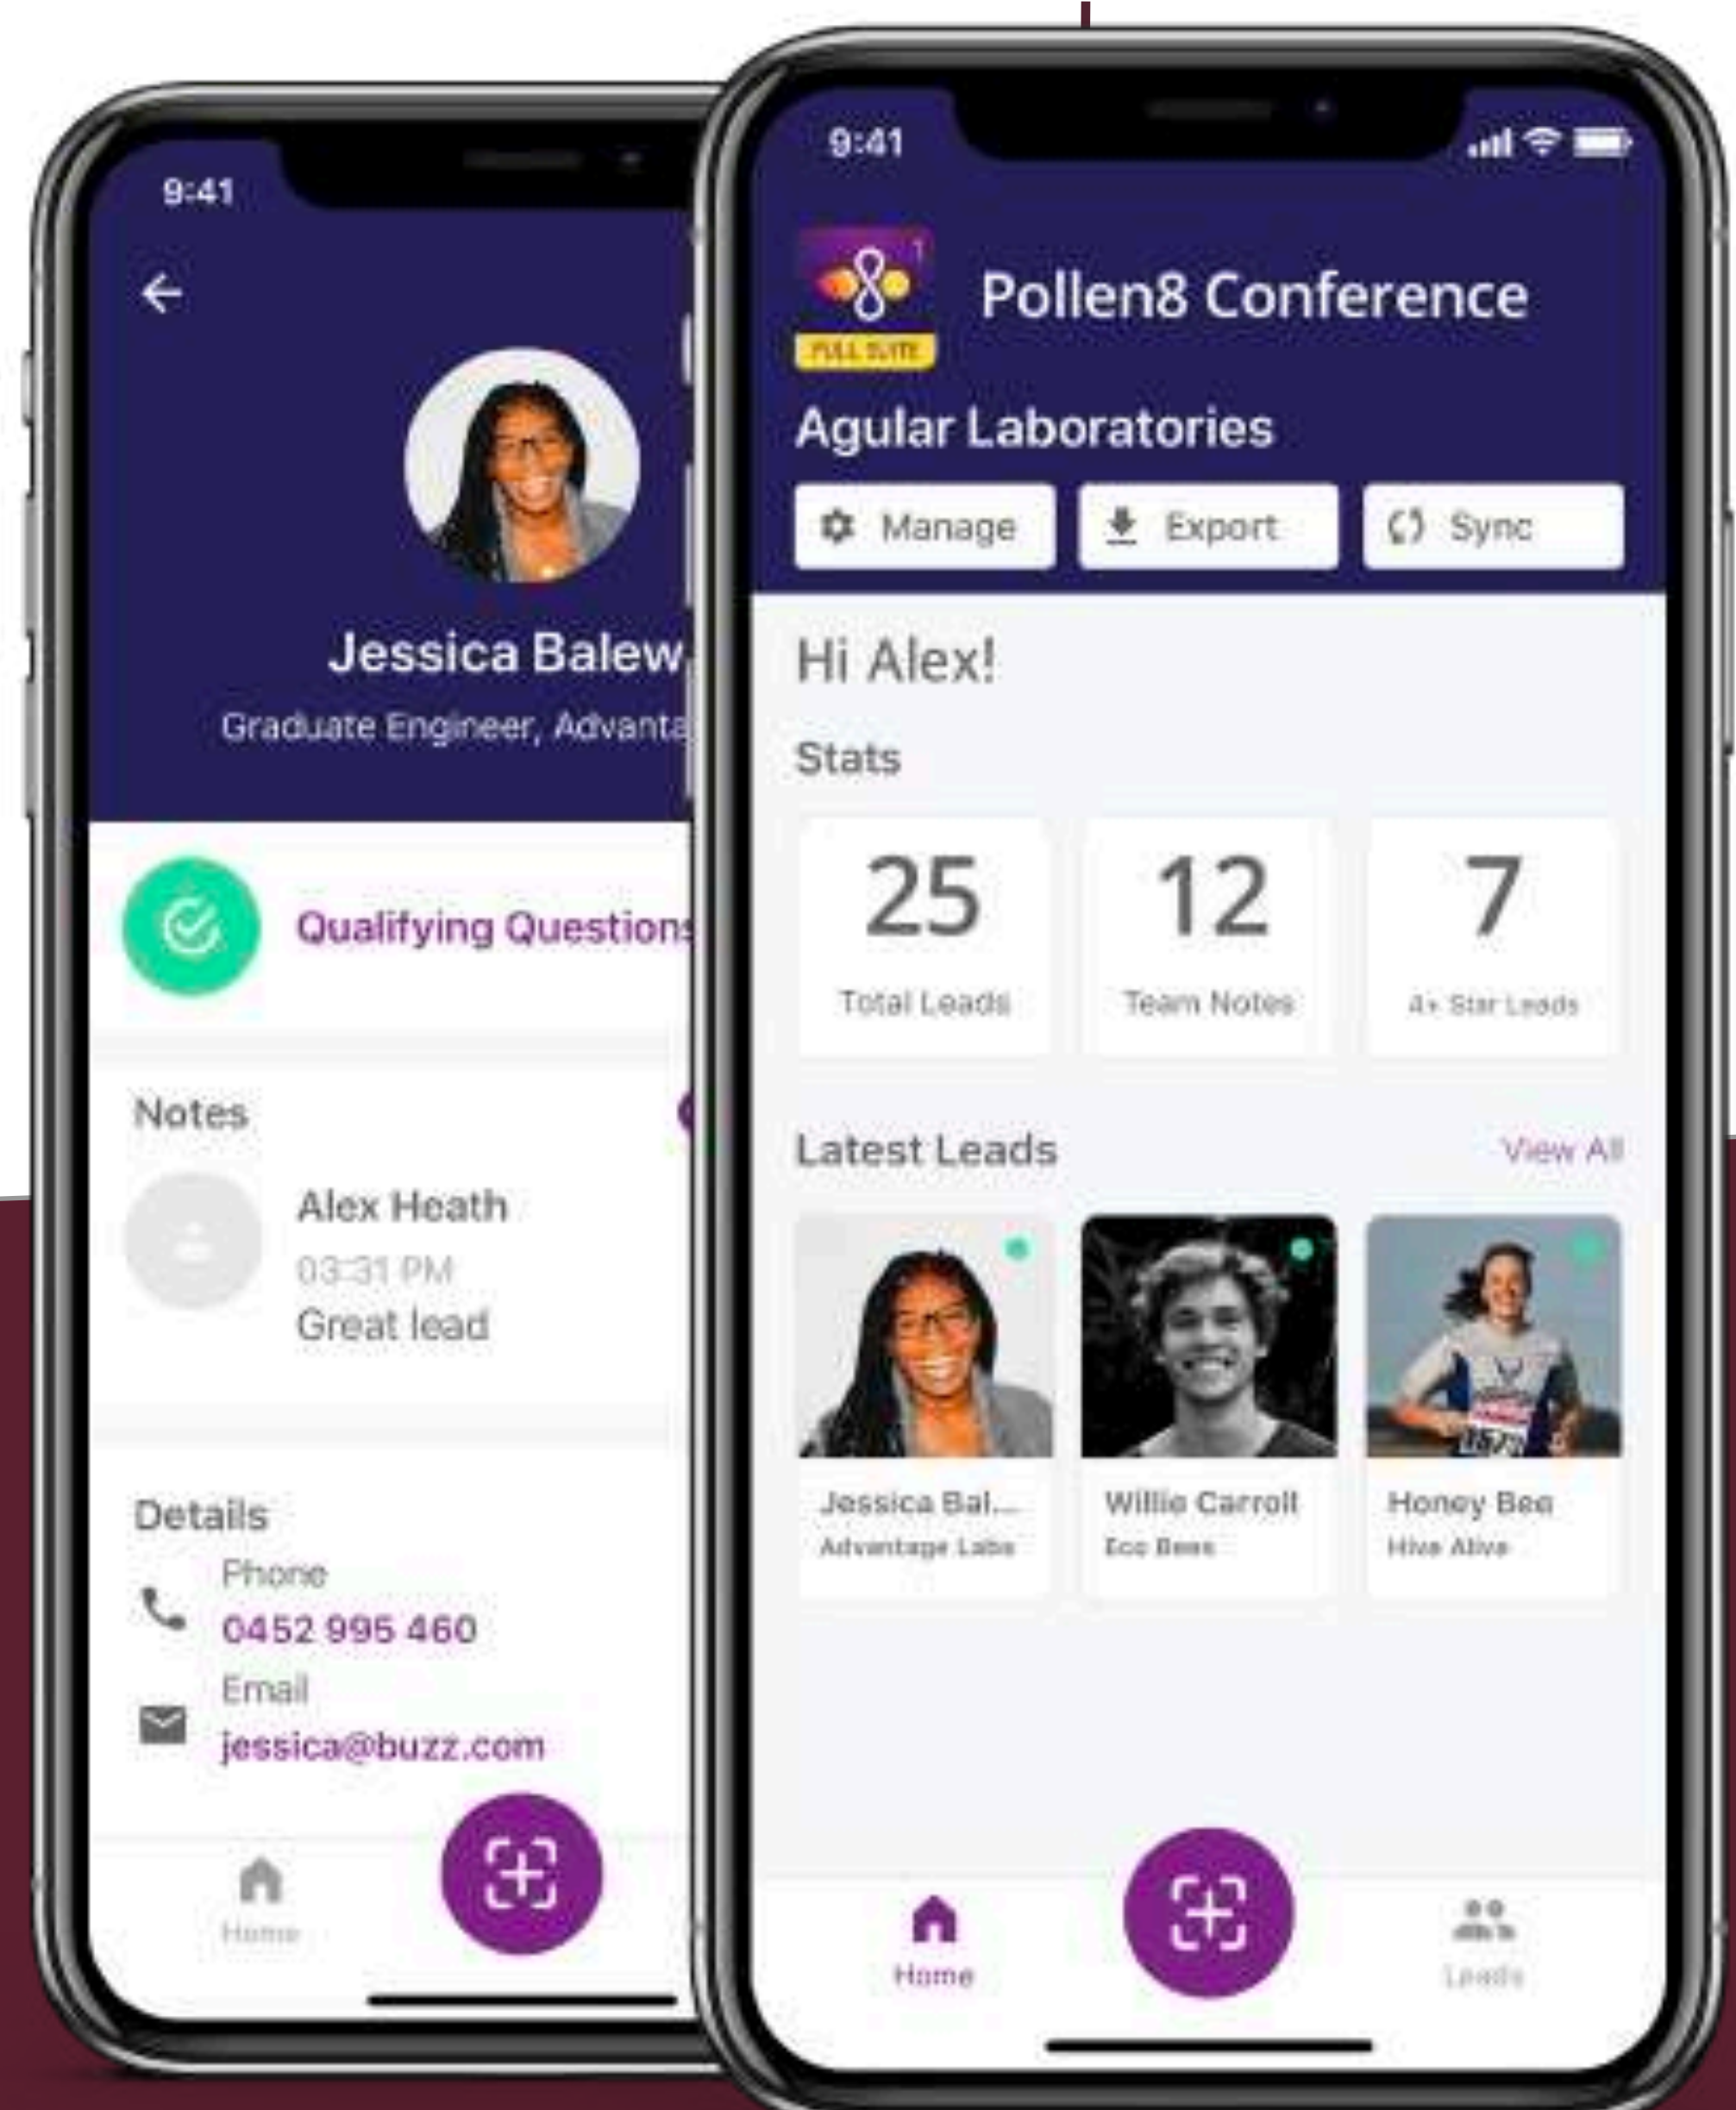 9:41
Jessica Balew
Graduate Engineer, Advanta
Qualifying Questions
Notes
Alex Heath
03:31 PM
Great lead
Details
Phone
0452 995 460
Email
jessica@buzz.com
Home
9:41
Pollen8 Conference
FULL SUITE
Agular Laboratories
Manage
Export
Sync
Hi Alex!
Stats
25
12
7
Total Leads
Team Notes
4+ Star Leads
Latest Leads
View All
Jessica Bal...
Willie Carroll
Honey Bee
Advantage Labs
Eco Bees
Hive Alive
Home
Leads